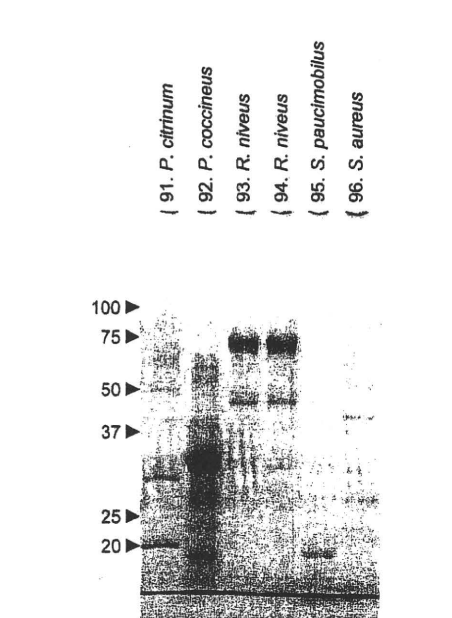 91. P. citrinum
92. P. coccineus
93. R. niveus
94. R. niveus
95. S. paucimobilus
96. S. aureus
100
75
50
37
25
20